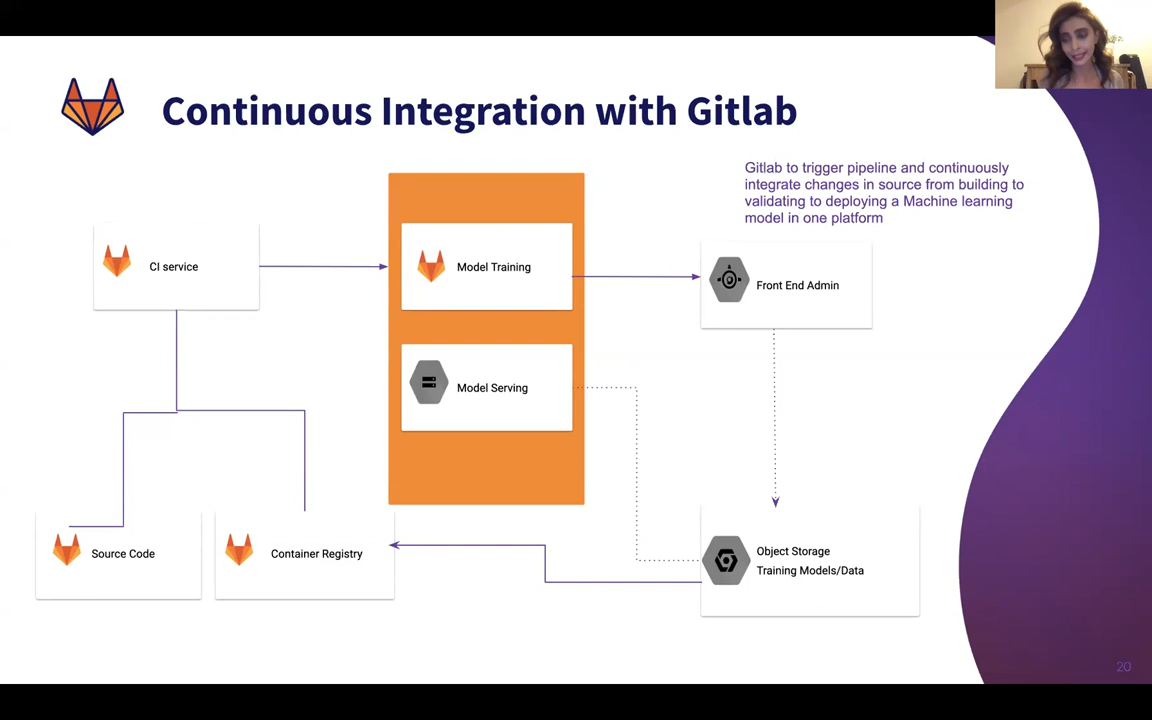 Continuous Integration with Gitlab
Gitlab to trigger pipeline and continuously
integrate changes in source from building to
validating to deploying a Machine learning
model in one platform
CI service
Model Training
Front End Admin
Model Serving
Source Code
Container Registry
Object Storage
Training Models/Data
20